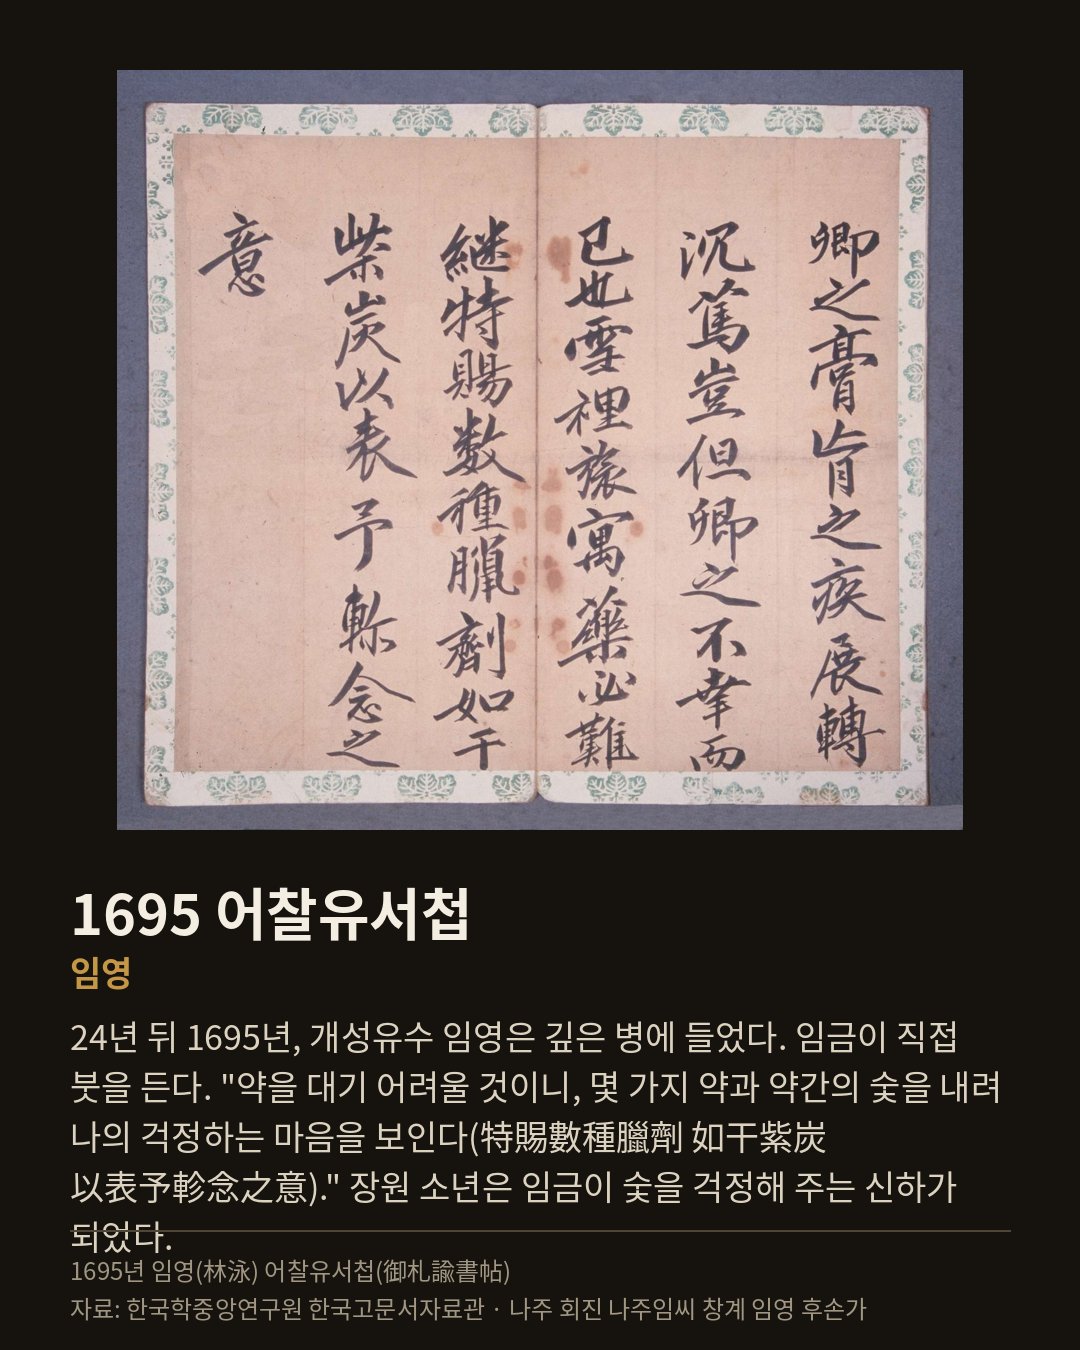 卿之膏肓之疾展轉
沉篤豈但卿之不幸而
已也雪裡旅寓藥必難
継特賜数種臘劑如干
柴炭以表予軫念之
意
1695 어찰유서첩
임영
24년 뒤 1695년, 개성유수 임영은 깊은 병에 들었다. 임금이 직접
붓을 든다. "약을 대기 어려울 것이니, 몇 가지 약과 약간의 숯을 내려
나의 걱정하는 마음을 보인다(特賜數種臘劑 如干紫炭
以表予軫念之意)." 장원 소년은 임금이 숯을 걱정해 주는 신하가
되었다.
1695년 임영(林泳) 어찰유서첩(御札諭書帖)
자료: 한국학중앙연구원 한국고문서자료관 · 나주 회진 나주임씨 창계 임영 후손가